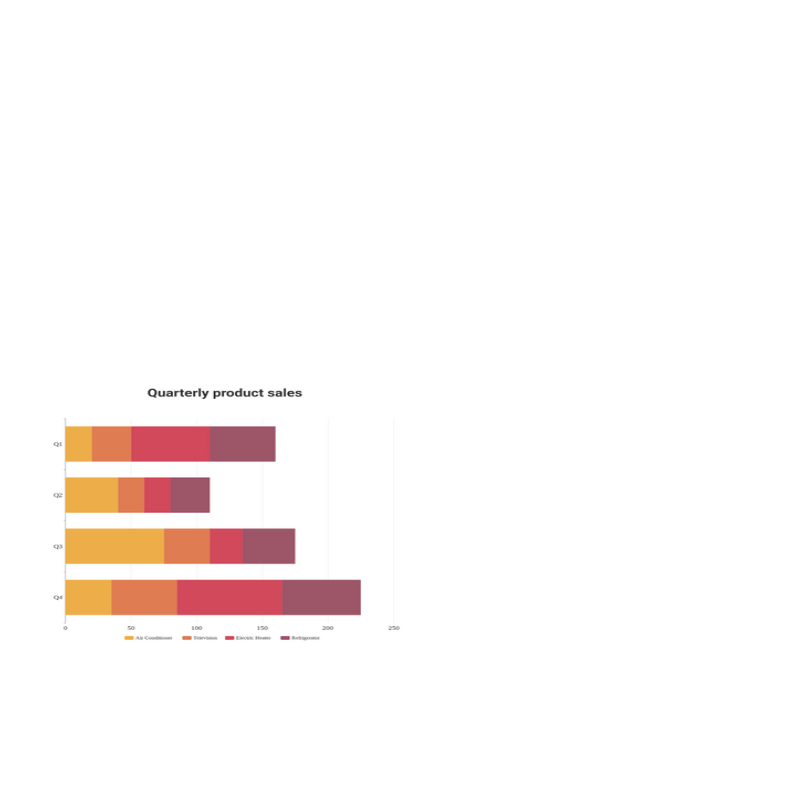 Quarterly product sales
Q1
Q2
Q3
Q4
0 50 100 150 200 250
Air Conditioner Television Electric Heater Refrigerator